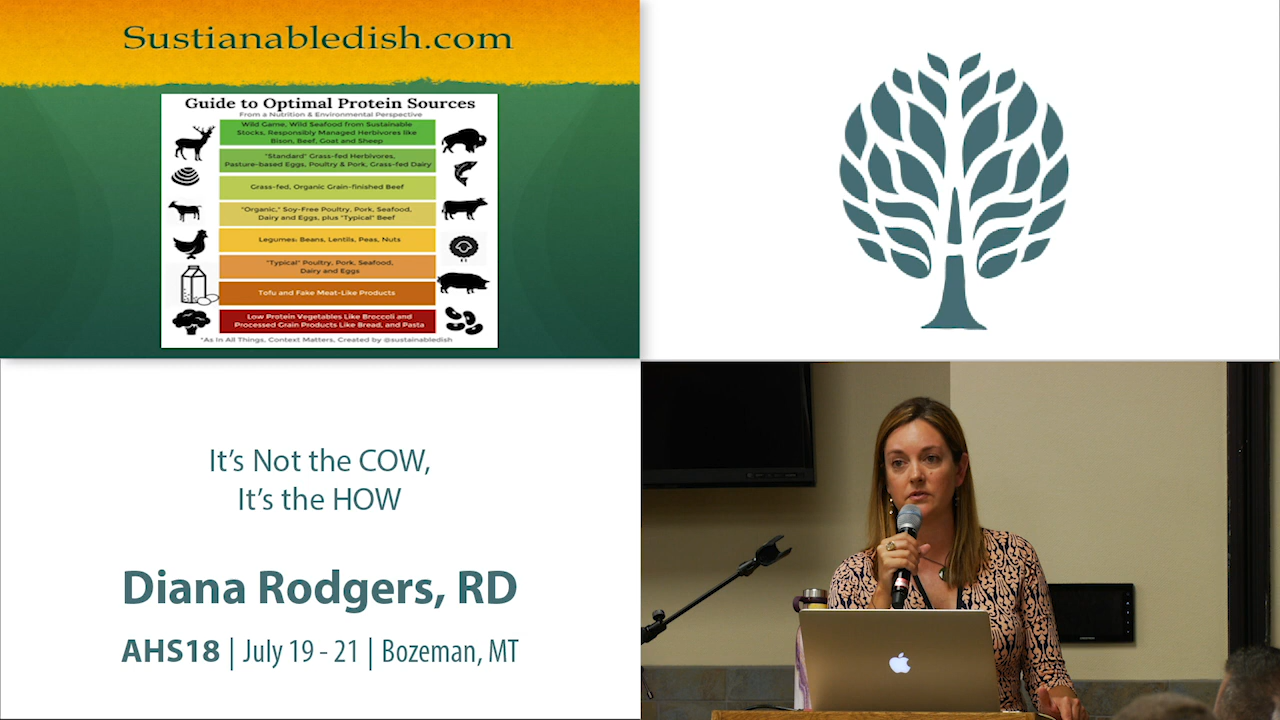 Sustianabledish.com
Guide to Optimal Protein Sources
From a Nutrition & Environmental Perspective
Wild Game, Wild Seafood from Sustainable
Stocks, Responsibly Managed Herbivores like
Bison, Beef, Goat and Sheep
"Standard" Grass-fed Herbivores,
Pasture-based Eggs, Poultry & Pork, Grass-fed Dairy
Grass-fed, Organic Grain-finished Beef
"Organic," Soy-Free Poultry, Pork, Seafood,
Dairy and Eggs, plus "Typical" Beef
Legumes: Beans, Lentils, Peas, Nuts
"Typical" Poultry, Pork, Seafood,
Dairy and Eggs
Tofu and Fake Meat-Like Products
Low Protein Vegetables Like Broccoli and
Processed Grain Products Like Bread, and Pasta
*As In All Things, Context Matters, Created by @sustainabledish
It's Not the COW,
It's the HOW
Diana Rodgers, RD
AHS18 | July 19 - 21 | Bozeman, MT